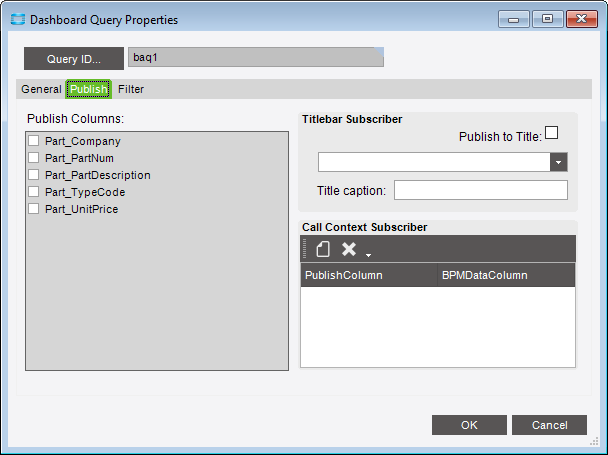 Dashboard Query Properties
Query ID...
baq1
General Publish Filter
Publish Columns:
Part_Company
Part_PartNum
Part_PartDescription
Part_TypeCode
Part_UnitPrice
Titlebar Subscriber
Publish to Title:
Title caption:
Call Context Subscriber
PublishColumn BPMDataColumn
OK Cancel